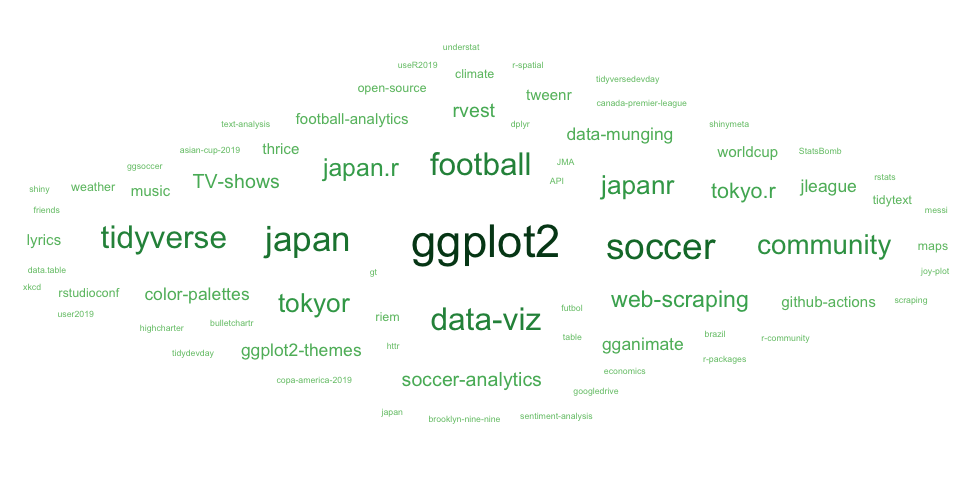 understat
useR2019
r-spatial
climate
tidyversedevday
open-source
tweenr
canada-premier-league
rvest
football-analytics
text-analysis
dplyr
data-munging
shinymeta
asian-cup-2019
thrice
worldcup
StatsBomb
ggsoccer
japan.r
football
JMA
TV-shows
API
japanr
rstats
shiny
weather
music
tokyo.r
jleague
tidytext
friends
messi
lyrics
tidyverse
japan
ggplot2
soccer
community
maps
data.table
gt
joy-plot
xkcd
rstudioconf
color-palettes
tokyor
web-scraping
github-actions
scraping
user2019
riem
data-viz
futbol
highcharter
bulletchartr
table
brazil
r-community
tidydevday
ggplot2-themes
httr
gganimate
r-packages
copa-america-2019
soccer-analytics
economics
googledrive
japan
brooklyn-nine-nine
sentiment-analysis